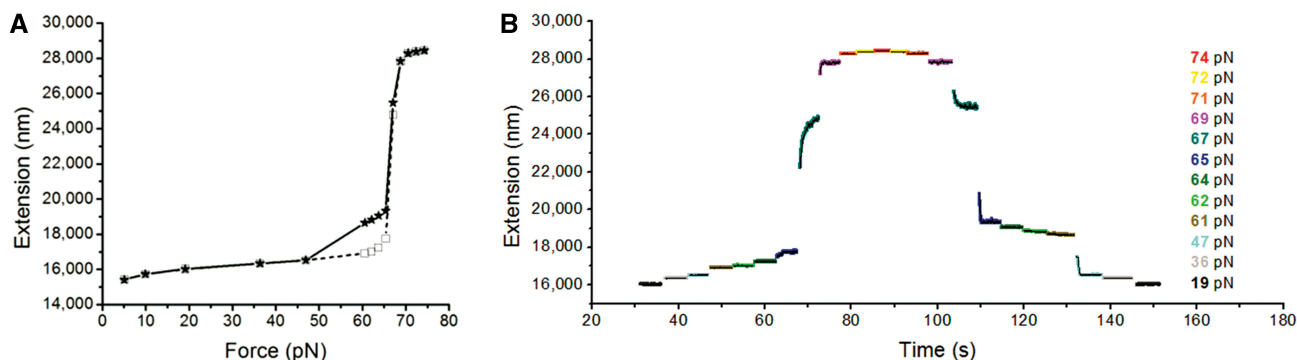 A
30,000
28,000
26,000
24,000
22,000
20,000
18,000
16,000
14,000
Extension (nm)
0 10 20 30 40 50 60 70 80
Force (pN)
B
30,000
28,000
26,000
24,000
22,000
20,000
18,000
16,000
Extension (nm)
20 40 60 80 100 120 140 160 180
Time (s)
74 pN
72 pN
71 pN
69 pN
67 pN
65 pN
64 pN
62 pN
61 pN
47 pN
36 pN
19 pN